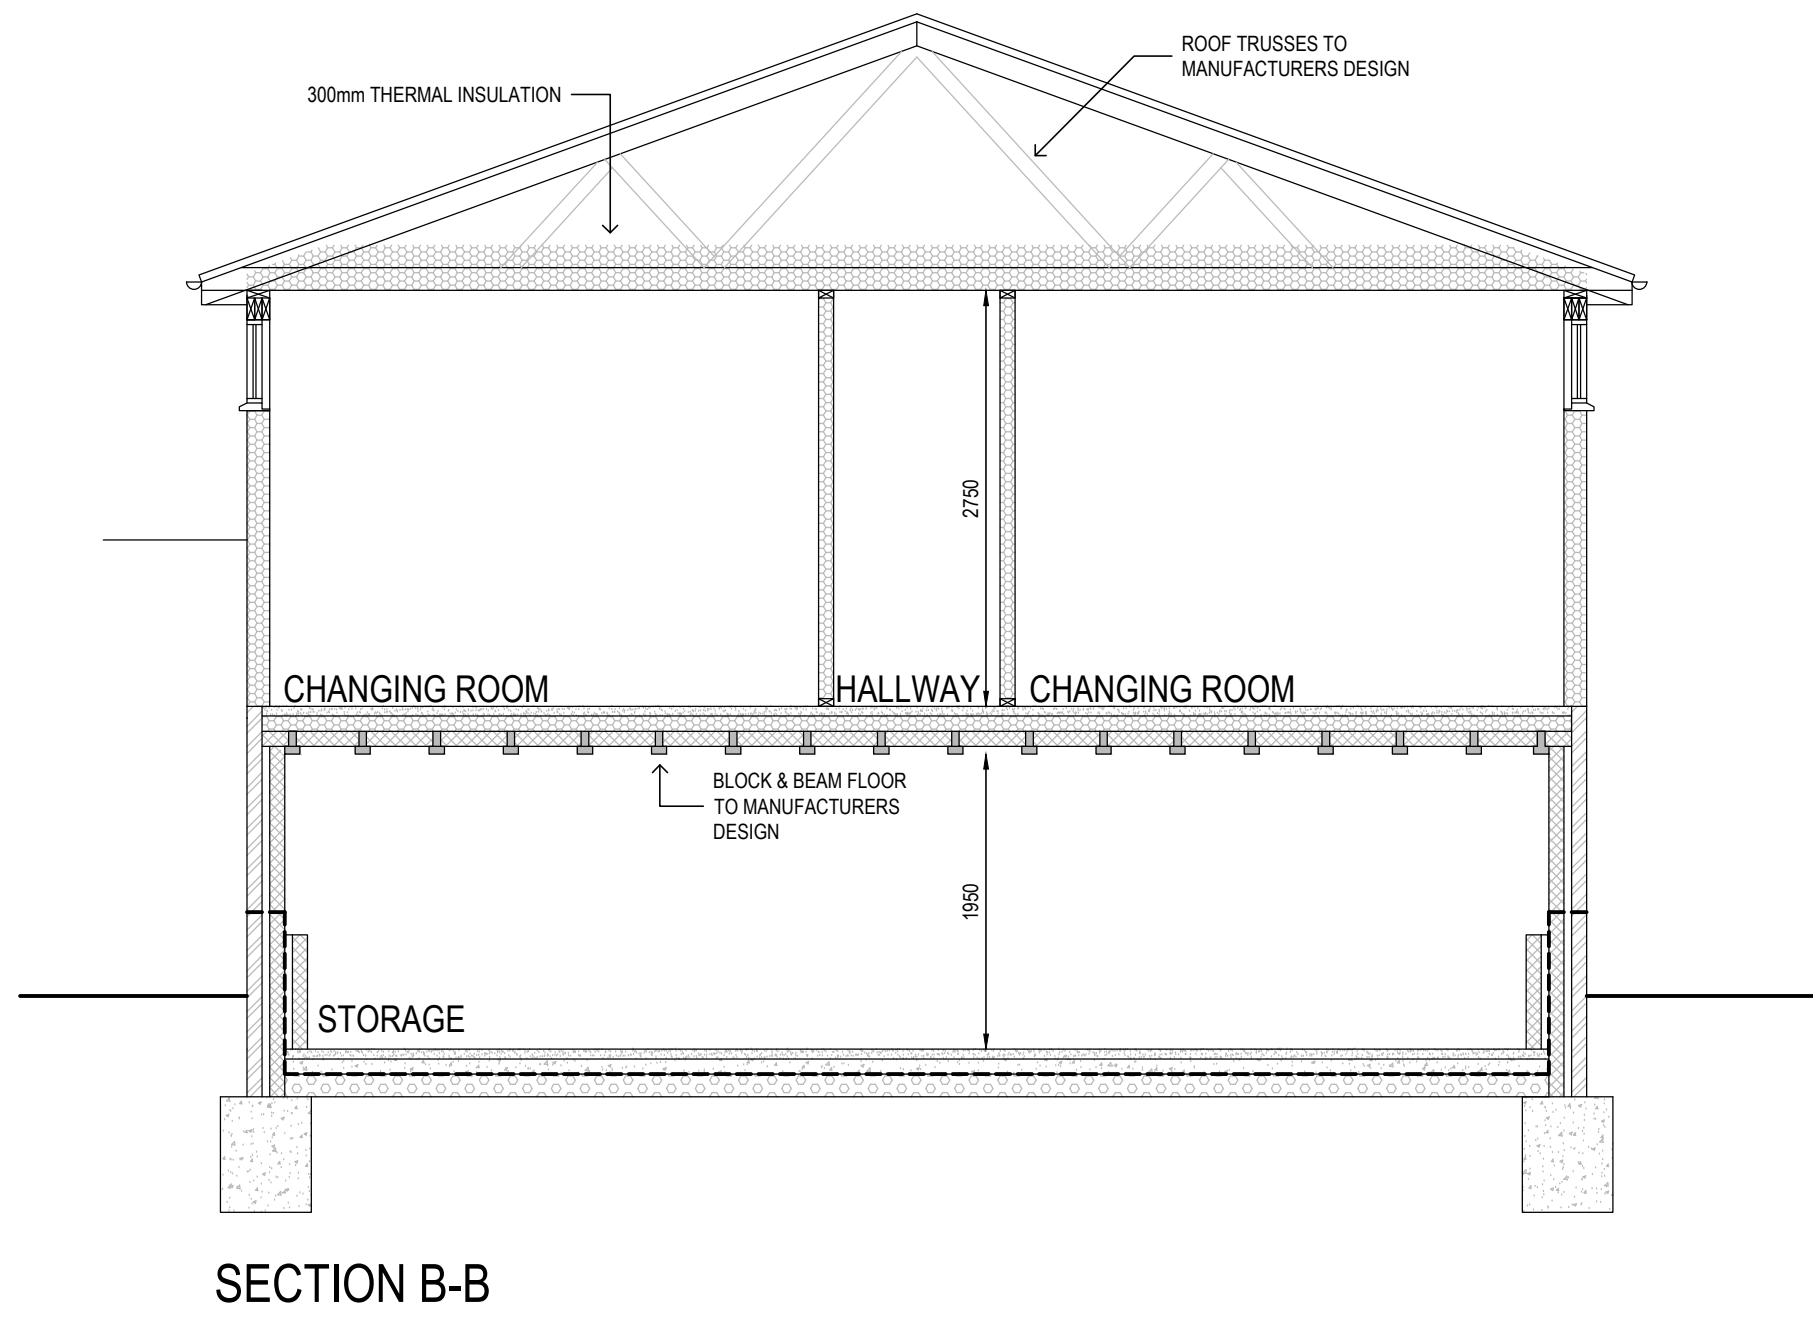 ROOF TRUSSES TO
MANUFACTURERS DESIGN
300mm THERMAL INSULATION
2750
CHANGING ROOM
HALLWAY
CHANGING ROOM
BLOCK & BEAM FLOOR
TO MANUFACTURERS
DESIGN
1950
STORAGE
SECTION B-B